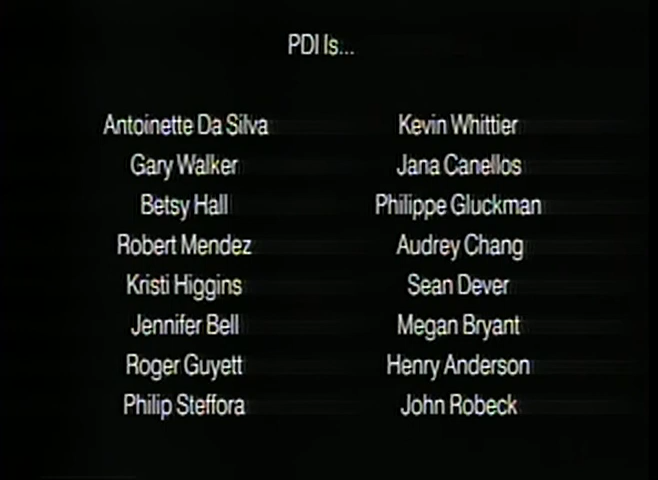 PDI Is...
Antoinette Da Silva
Kevin Whittier
Gary Walker
Jana Canellos
Betsy Hall
Philippe Gluckman
Robert Mendez
Audrey Chang
Kristi Higgins
Sean Dever
Jennifer Bell
Megan Bryant
Roger Guyett
Henry Anderson
Philip Steffora
John Robeck